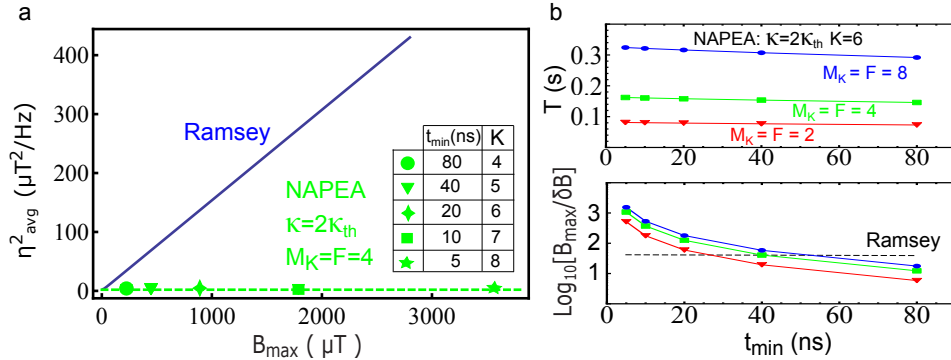 a
η²avg (µT²/Hz)
400
300
200
100
0
Ramsey
NAPEA
κ=2κth
MK=F=4
tmin(ns) K
80 4
40 5
20 6
10 7
5 8
0 1000 2000 3000
Bmax ( µT)
b
NAPEA: κ=2κth K=6
T (s)
0.3
0.2
0.1
MK = F = 8
MK = F = 4
MK = F = 2
0 20 40 60 80
Log10[Bmax/δB]
3
2
1
Ramsey
0 20 40 60 80
tmin (ns)